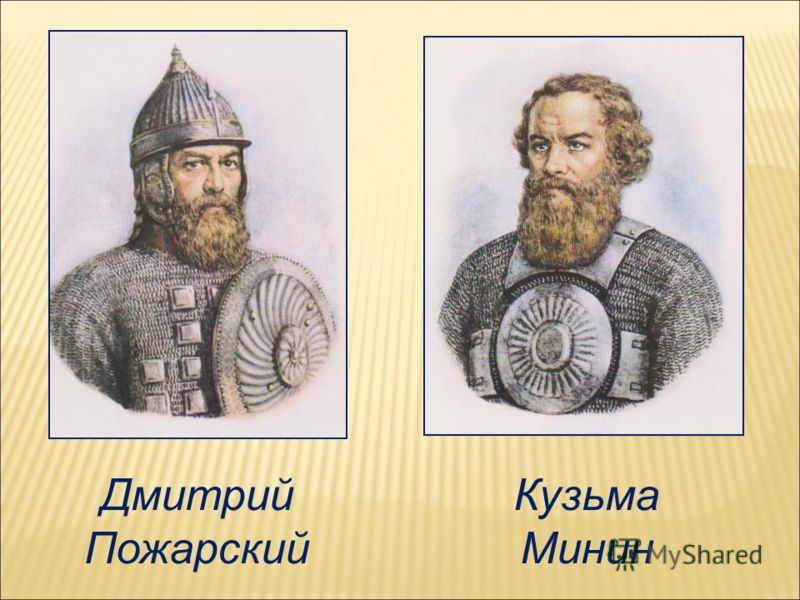 Дмитрий
Пожарский
Кузьма
Минин
MyShared